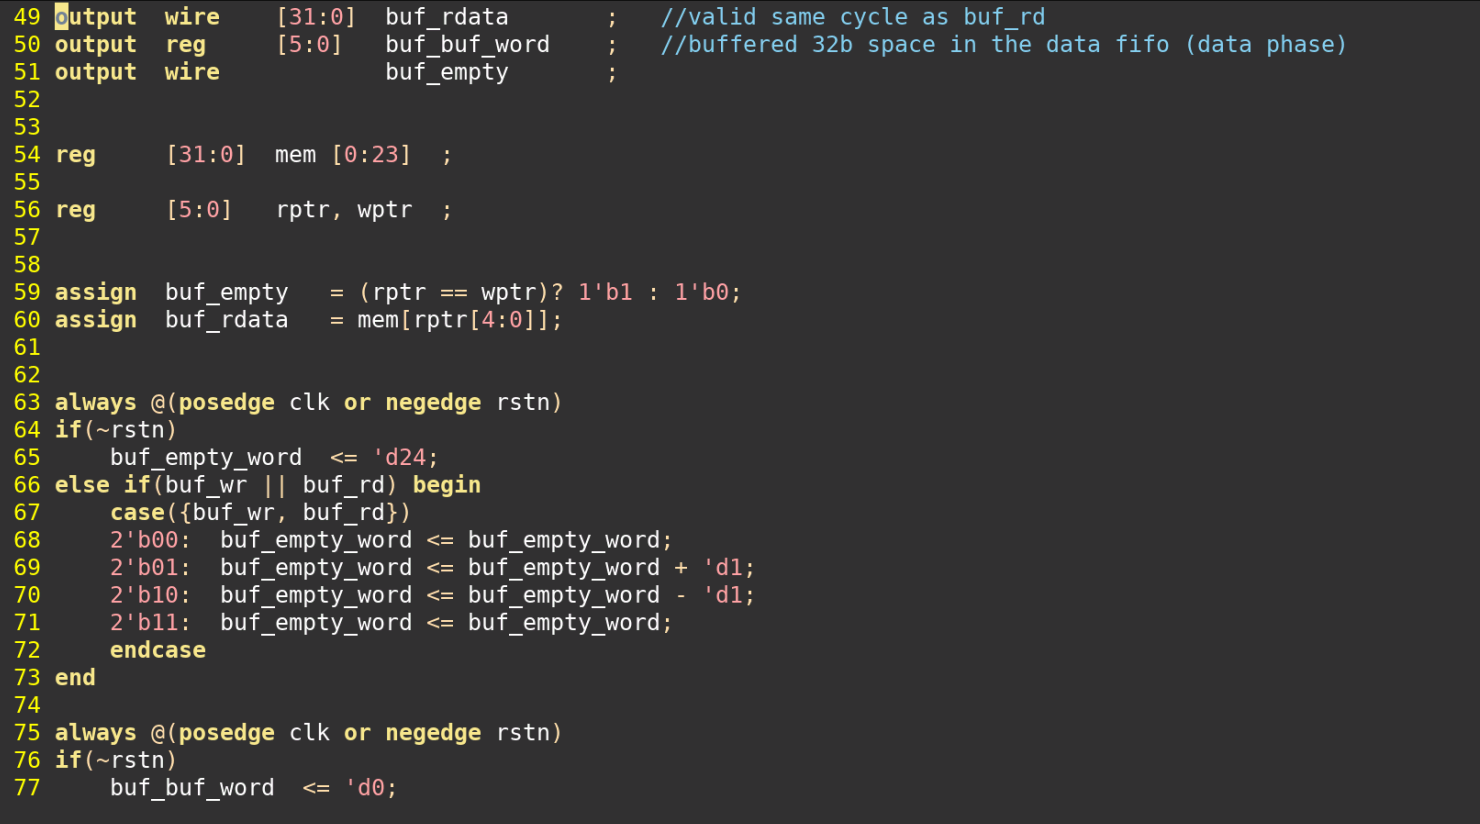 49 output  wire    [31:0]  buf_rdata       ;   //valid same cycle as buf_rd
50 output  reg     [5:0]   buf_buf_word    ;   //buffered 32b space in the data fifo (data phase)
51 output  wire            buf_empty       ;
52
53
54 reg     [31:0]  mem [0:23]  ;
55
56 reg     [5:0]   rptr, wptr  ;
57
58
59 assign  buf_empty   = (rptr == wptr)? 1'b1 : 1'b0;
60 assign  buf_rdata   = mem[rptr[4:0]];
61
62
63 always @(posedge clk or negedge rstn)
64 if(~rstn)
65     buf_empty_word  <= 'd24;
66 else if(buf_wr || buf_rd) begin
67     case({buf_wr, buf_rd})
68     2'b00:  buf_empty_word <= buf_empty_word;
69     2'b01:  buf_empty_word <= buf_empty_word + 'd1;
70     2'b10:  buf_empty_word <= buf_empty_word - 'd1;
71     2'b11:  buf_empty_word <= buf_empty_word;
72     endcase
73 end
74
75 always @(posedge clk or negedge rstn)
76 if(~rstn)
77     buf_buf_word  <= 'd0;